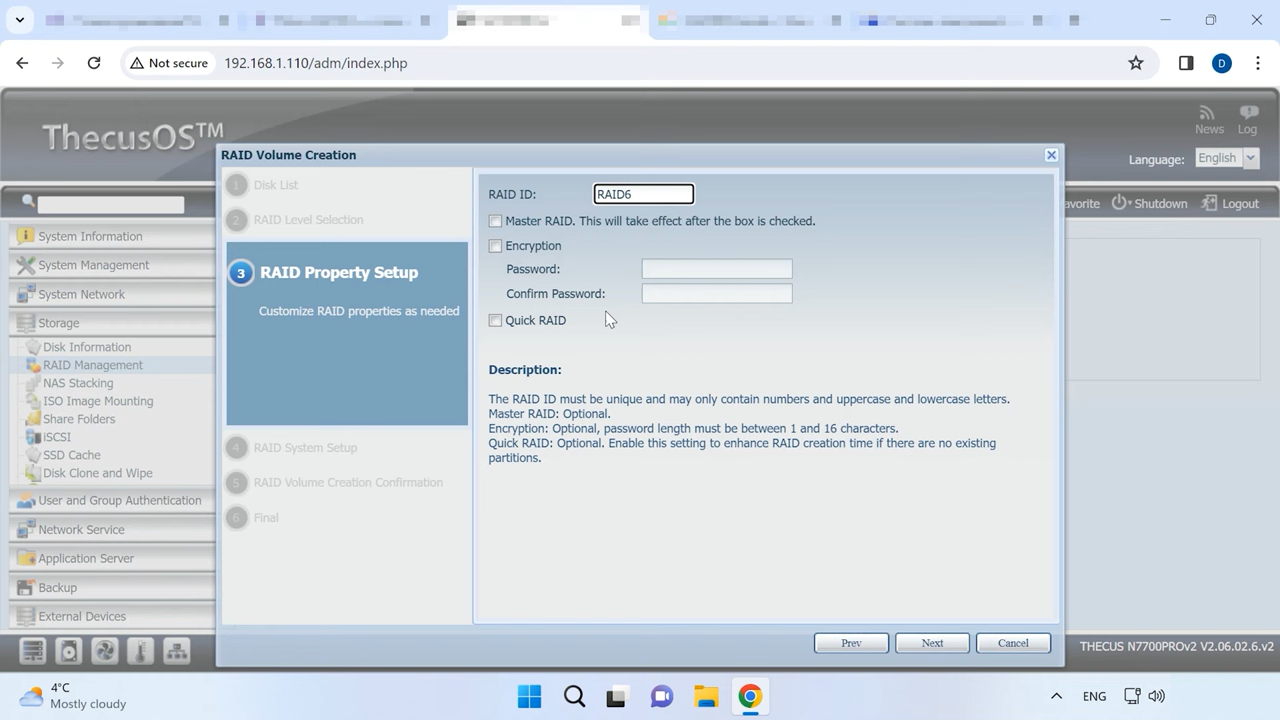 Not secure
192.168.1.110/adm/index.php
D
ThecusOS™
News
Log
Language:
English
avorite
Shutdown
Logout
System Information
System Management
System Network
Storage
Disk Information
RAID Management
NAS Stacking
ISO Image Mounting
Share Folders
iSCSI
SSD Cache
Disk Clone and Wipe
User and Group Authentication
Network Service
Application Server
Backup
External Devices
RAID Volume Creation
1 Disk List
2 RAID Level Selection
3 RAID Property Setup
Customize RAID properties as needed
4 RAID System Setup
5 RAID Volume Creation Confirmation
6 Final
RAID ID: RAID6
Master RAID. This will take effect after the box is checked.
Encryption
Password:
Confirm Password:
Quick RAID
Description:
The RAID ID must be unique and may only contain numbers and uppercase and lowercase letters.
Master RAID: Optional.
Encryption: Optional, password length must be between 1 and 16 characters.
Quick RAID: Optional. Enable this setting to enhance RAID creation time if there are no existing
partitions.
Prev
Next
Cancel
THECUS N7700PROv2 V2.06.02.6.v2
4°C
Mostly cloudy
ENG